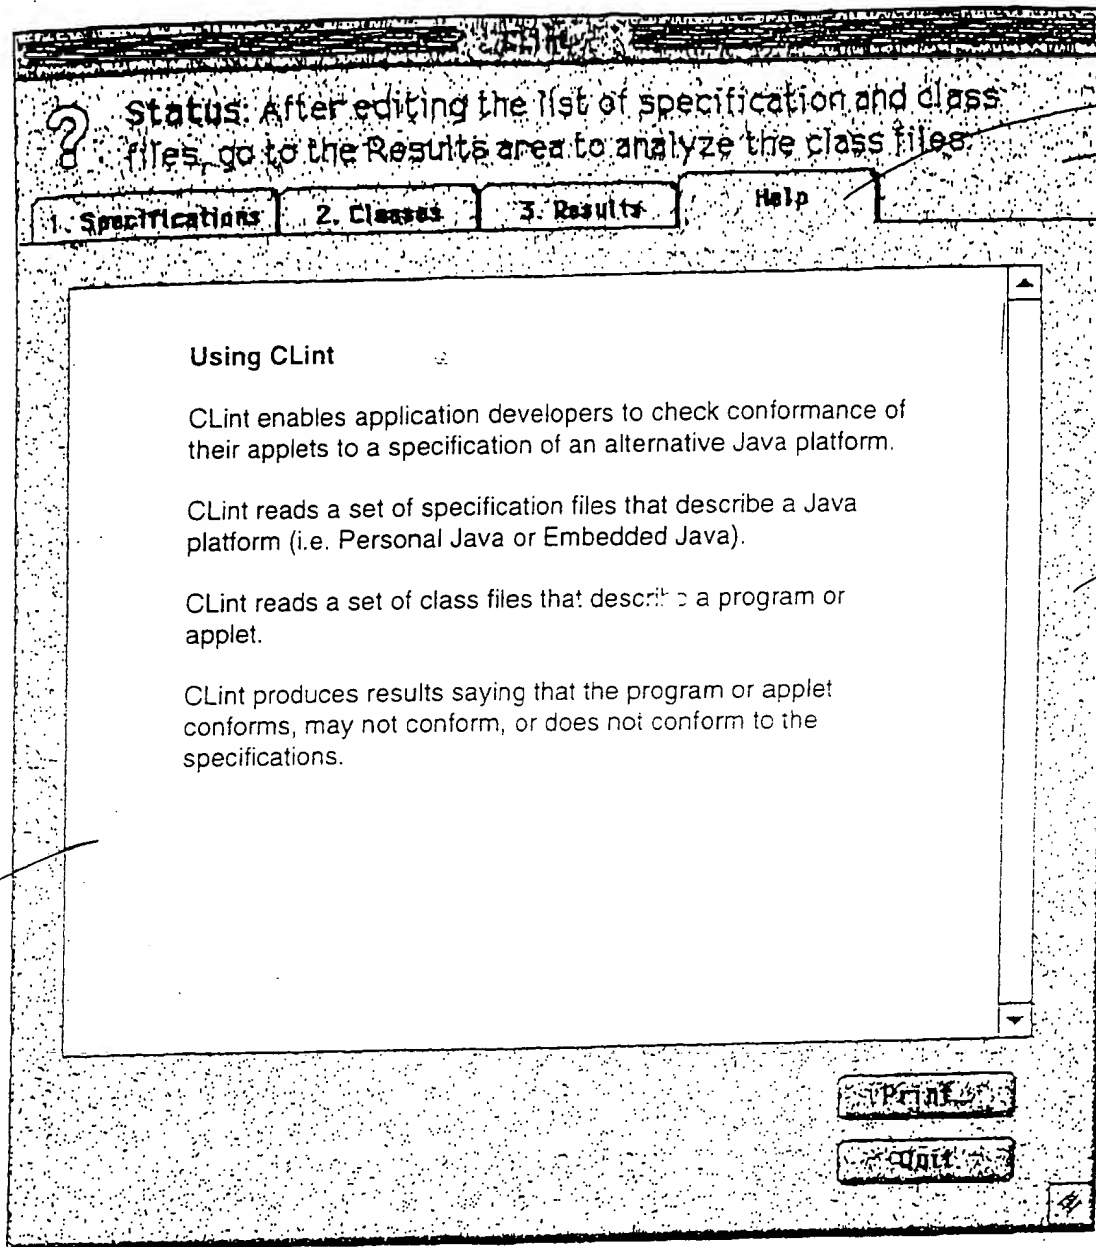 Status: After editing the list of specification and class
files, go to the Results area to analyze the class files.
1. Specifications 2. Classes 3. Results Help
Using CLint
CLint enables application developers to check conformance of
their applets to a specification of an alternative Java platform.
CLint reads a set of specification files that describe a Java
platform (i.e. Personal Java or Embedded Java).
CLint reads a set of class files that describe a program or
applet.
CLint produces results saying that the program or applet
conforms, may not conform, or does not conform to the
specifications.
Print...
Quit